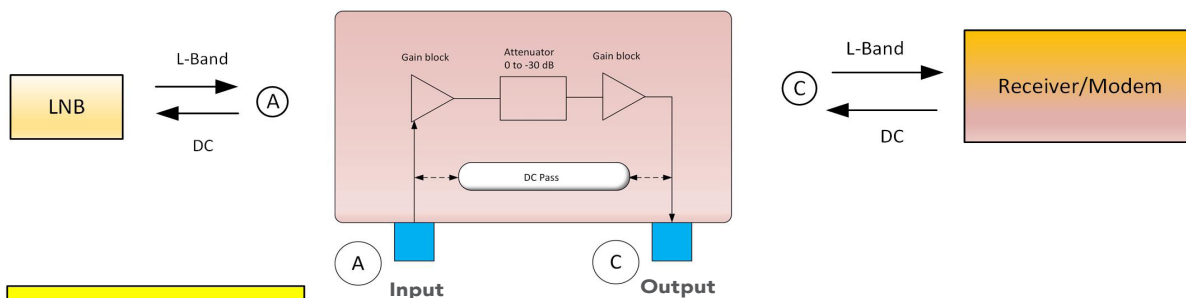 LNB
L-Band
DC
A
Gain block
Attenuator
0 to -30 dB
Gain block
DC Pass
A
Input
C
Output
C
L-Band
DC
Receiver/Modem